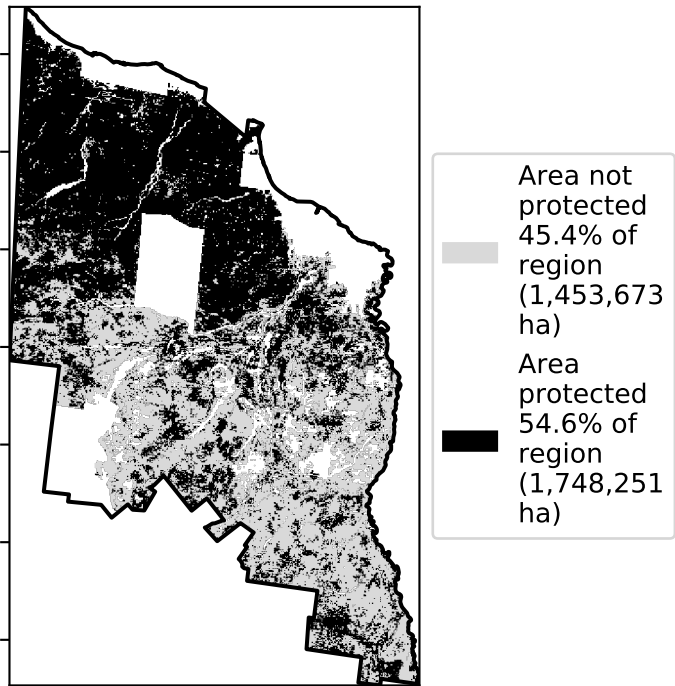 Area not
protected
45.4% of
region
(1,453,673
ha)
Area
protected
54.6% of
region
(1,748,251
ha)